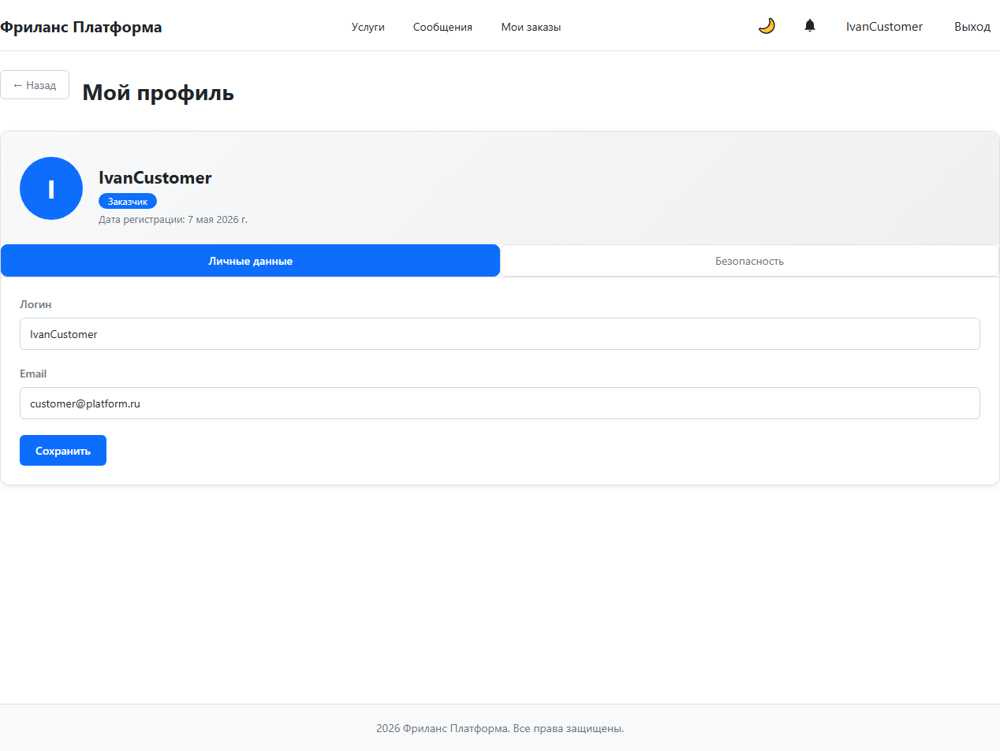 Фриланс Платформа
Услуги
Сообщения
Мои заказы
IvanCustomer
Выход
← Назад
Мой профиль
I
IvanCustomer
Заказчик
Дата регистрации: 7 мая 2026 г.
Личные данные
Безопасность
Логин
IvanCustomer
Email
customer@platform.ru
Сохранить
2026 Фриланс Платформа. Все права защищены.